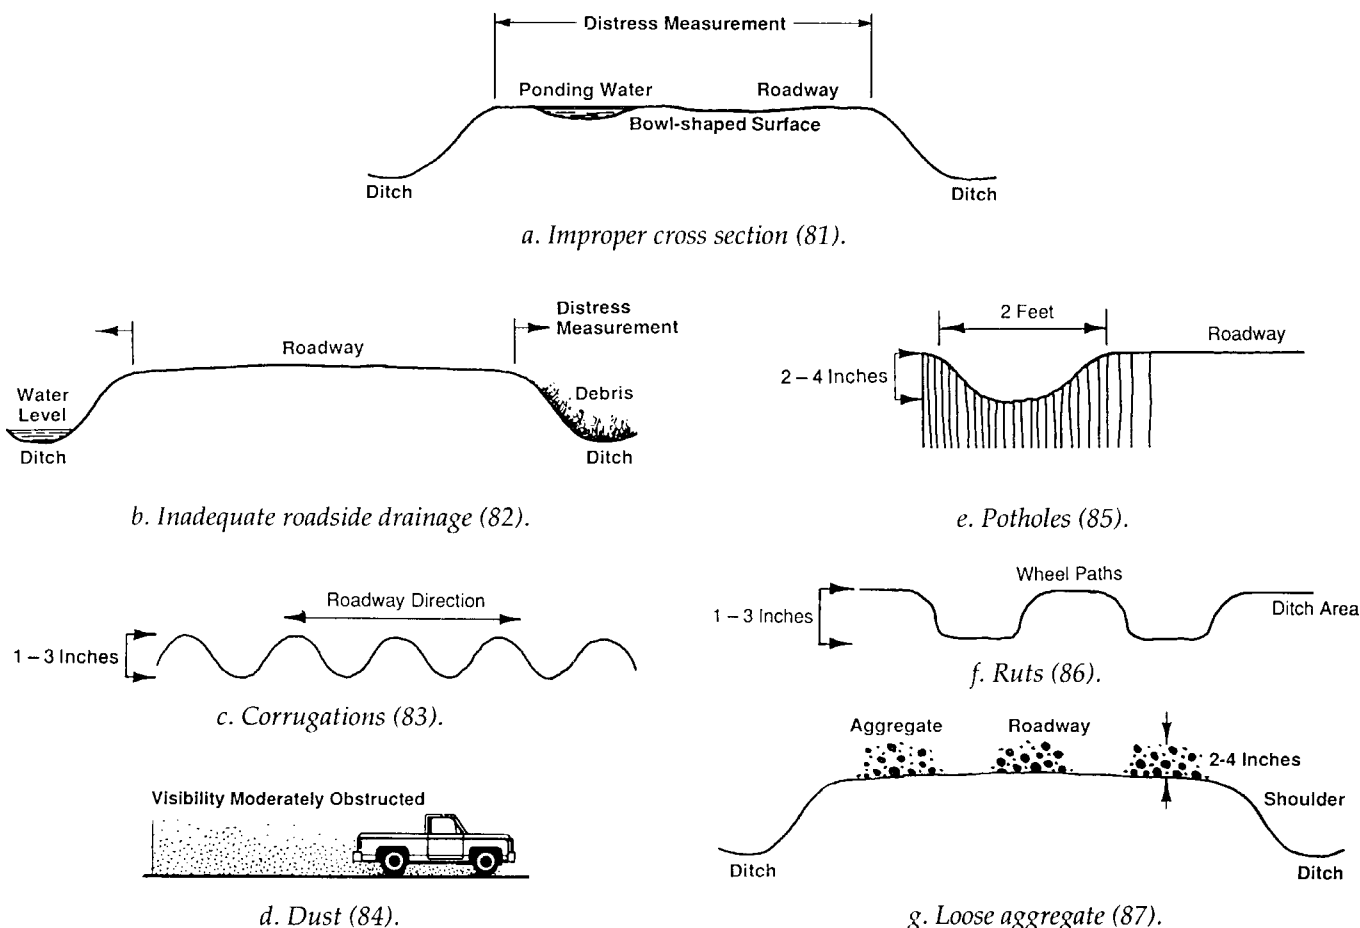 Distress Measurement
Ponding Water
Roadway
Bowl-shaped Surface
Ditch
Ditch
a. Improper cross section (81).
Distress
Measurement
Roadway
Water
Level
Debris
Ditch
Ditch
b. Inadequate roadside drainage (82).
2 Feet
Roadway
2 – 4 Inches
e. Potholes (85).
Roadway Direction
1 – 3 Inches
c. Corrugations (83).
Wheel Paths
1 – 3 Inches
Ditch Area
f. Ruts (86).
Visibility Moderately Obstructed
d. Dust (84).
Aggregate
Roadway
2-4 Inches
Shoulder
Ditch
Ditch
g. Loose aggregate (87).